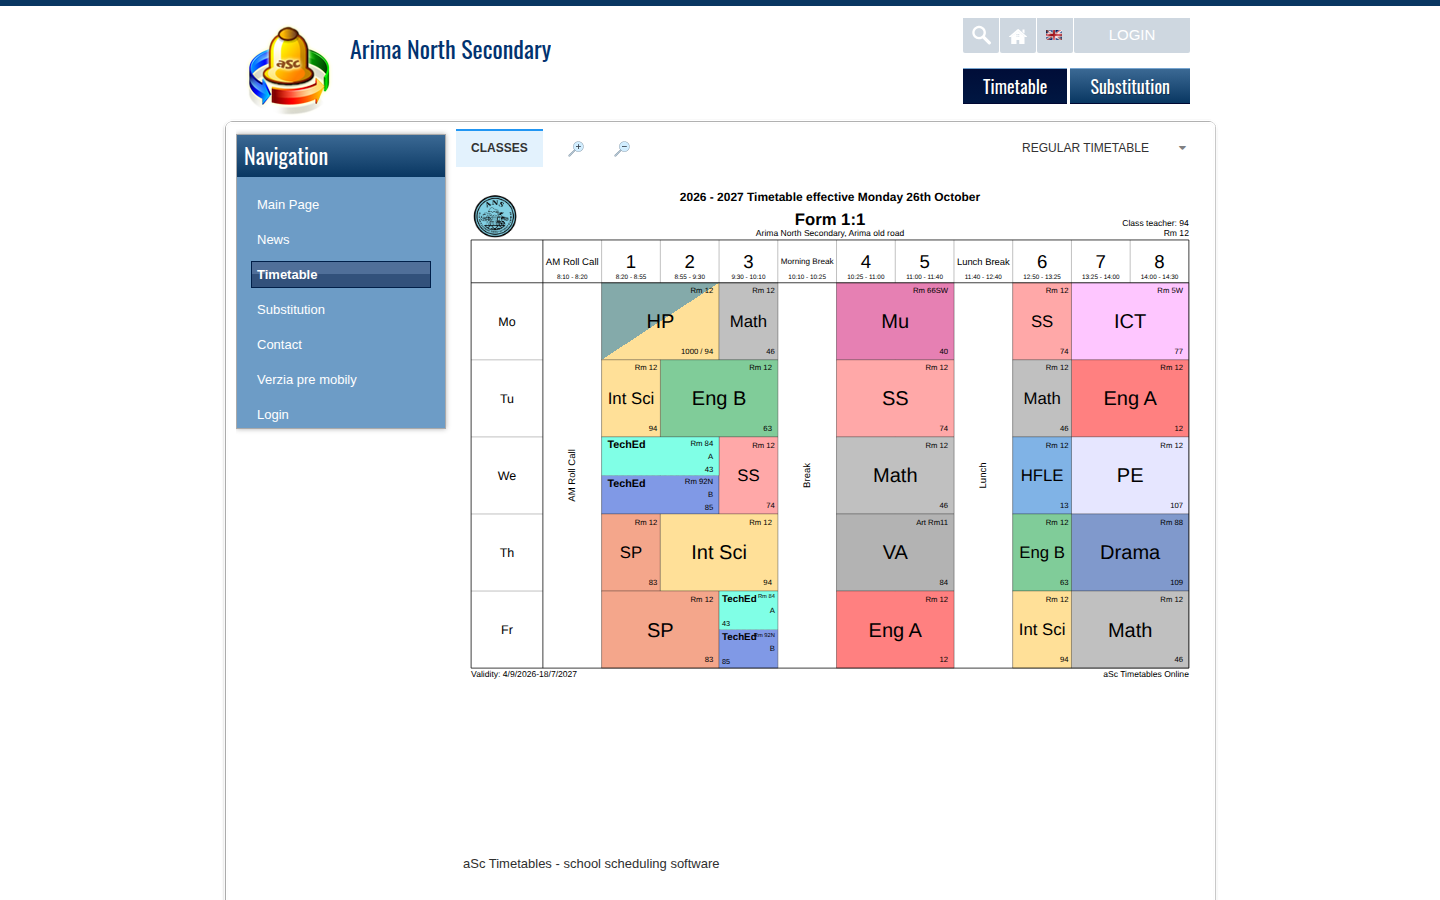 aSc
Arima North Secondary
LOGIN
Timetable
Substitution
Navigation
Main Page
News
Timetable
Substitution
Contact
Verzia pre mobily
Login
CLASSES
REGULAR TIMETABLE
ANS
2026 - 2027 Timetable effective Monday 26th October
Form 1:1
Arima North Secondary, Arima old road
Class teacher: 94
Rm 12
AM Roll Call 1 2 3 Morning Break 4 5 Lunch Break 6 7 8
8:10 - 8:20 8:20 - 8:55 8:55 - 9:30 9:30 - 10:10 10:10 - 10:25 10:25 - 11:00 11:00 - 11:40 11:40 - 12:40 12:50 - 13:25 13:25 - 14:00 14:00 - 14:30
AM Roll Call
Break
Lunch
Rm 12 Rm 12 Rm 66SW Rm 12 Rm 5W
Mo HP Math Mu SS ICT
1000 / 94 46 40 74 77
Rm 12 Rm 12 Rm 12 Rm 12 Rm 12
Tu Int Sci Eng B SS Math Eng A
94 63 74 46 12
TechEd Rm 84 Rm 12 Rm 12 Rm 12 Rm 12
A
43
We SS Math HFLE PE
TechEd Rm 92N
B
85 74 46 13 107
Rm 12 Rm 12 Art Rm11 Rm 12 Rm 88
Th SP Int Sci VA Eng B Drama
83 94 84 63 109
Rm 12 TechEd Rm 84 Rm 12 Rm 12 Rm 12
A
43
Fr SP Eng A Int Sci Math
TechEd Rm 92N
B
83 85 12 94 46
Validity: 4/9/2026-18/7/2027
aSc Timetables Online
aSc Timetables - school scheduling software